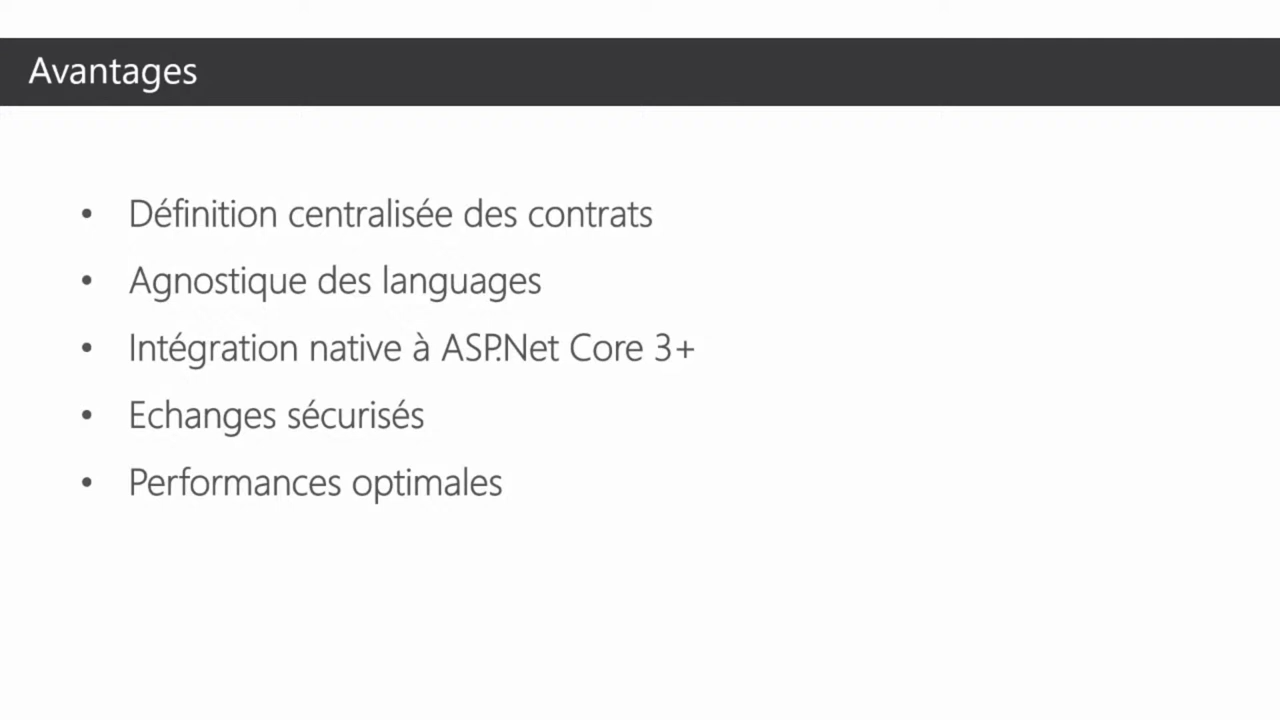 Avantages
• Définition centralisée des contrats
• Agnostique des languages
• Intégration native à ASP.Net Core 3+
• Echanges sécurisés
• Performances optimales